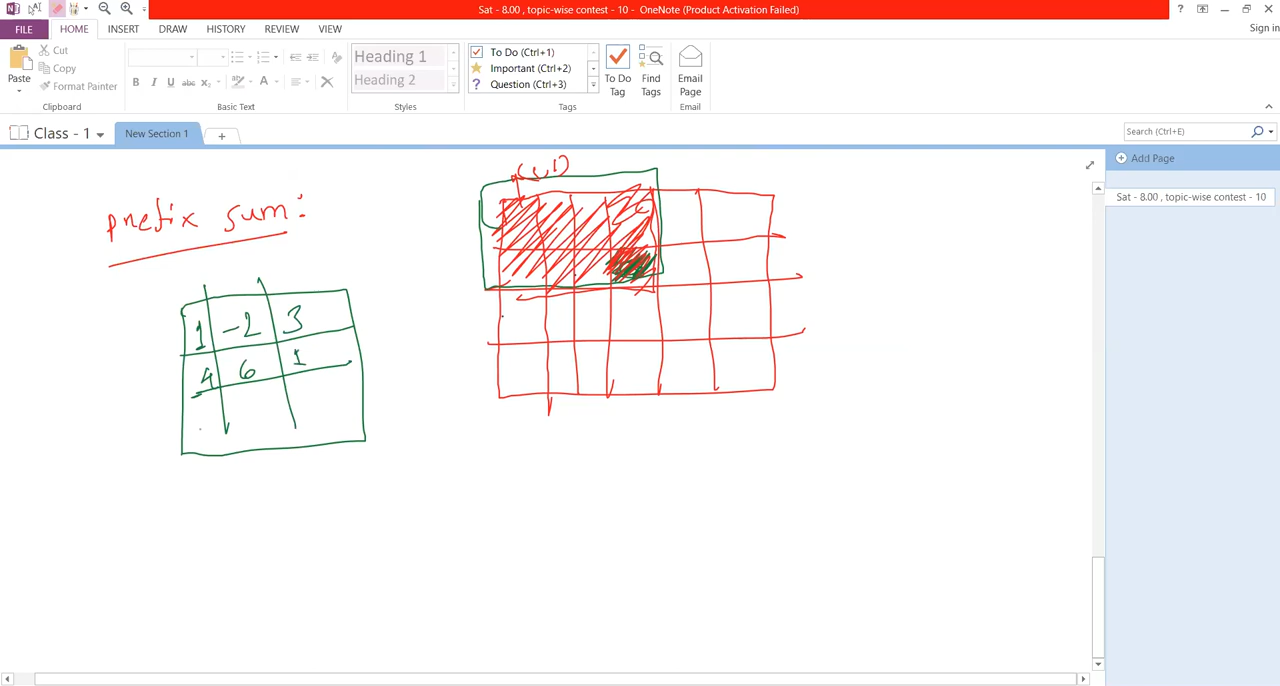 Sat - 8.00 , topic-wise contest - 10 - OneNote (Product Activation Failed)
FILE HOME INSERT DRAW HISTORY REVIEW VIEW
Sign in
Paste
Cut
Copy
Format Painter
Clipboard
B I U abc x₂ A
Basic Text
Heading 1
Heading 2
Styles
To Do (Ctrl+1)
Important (Ctrl+2)
Question (Ctrl+3)
Tags
To Do Tag
Find Tags
Email Page
Email
Class - 1
New Section 1
Search (Ctrl+E)
Add Page
Sat - 8.00 , topic-wise contest - 10
prefix sum:
1 -2 3
4 6 1